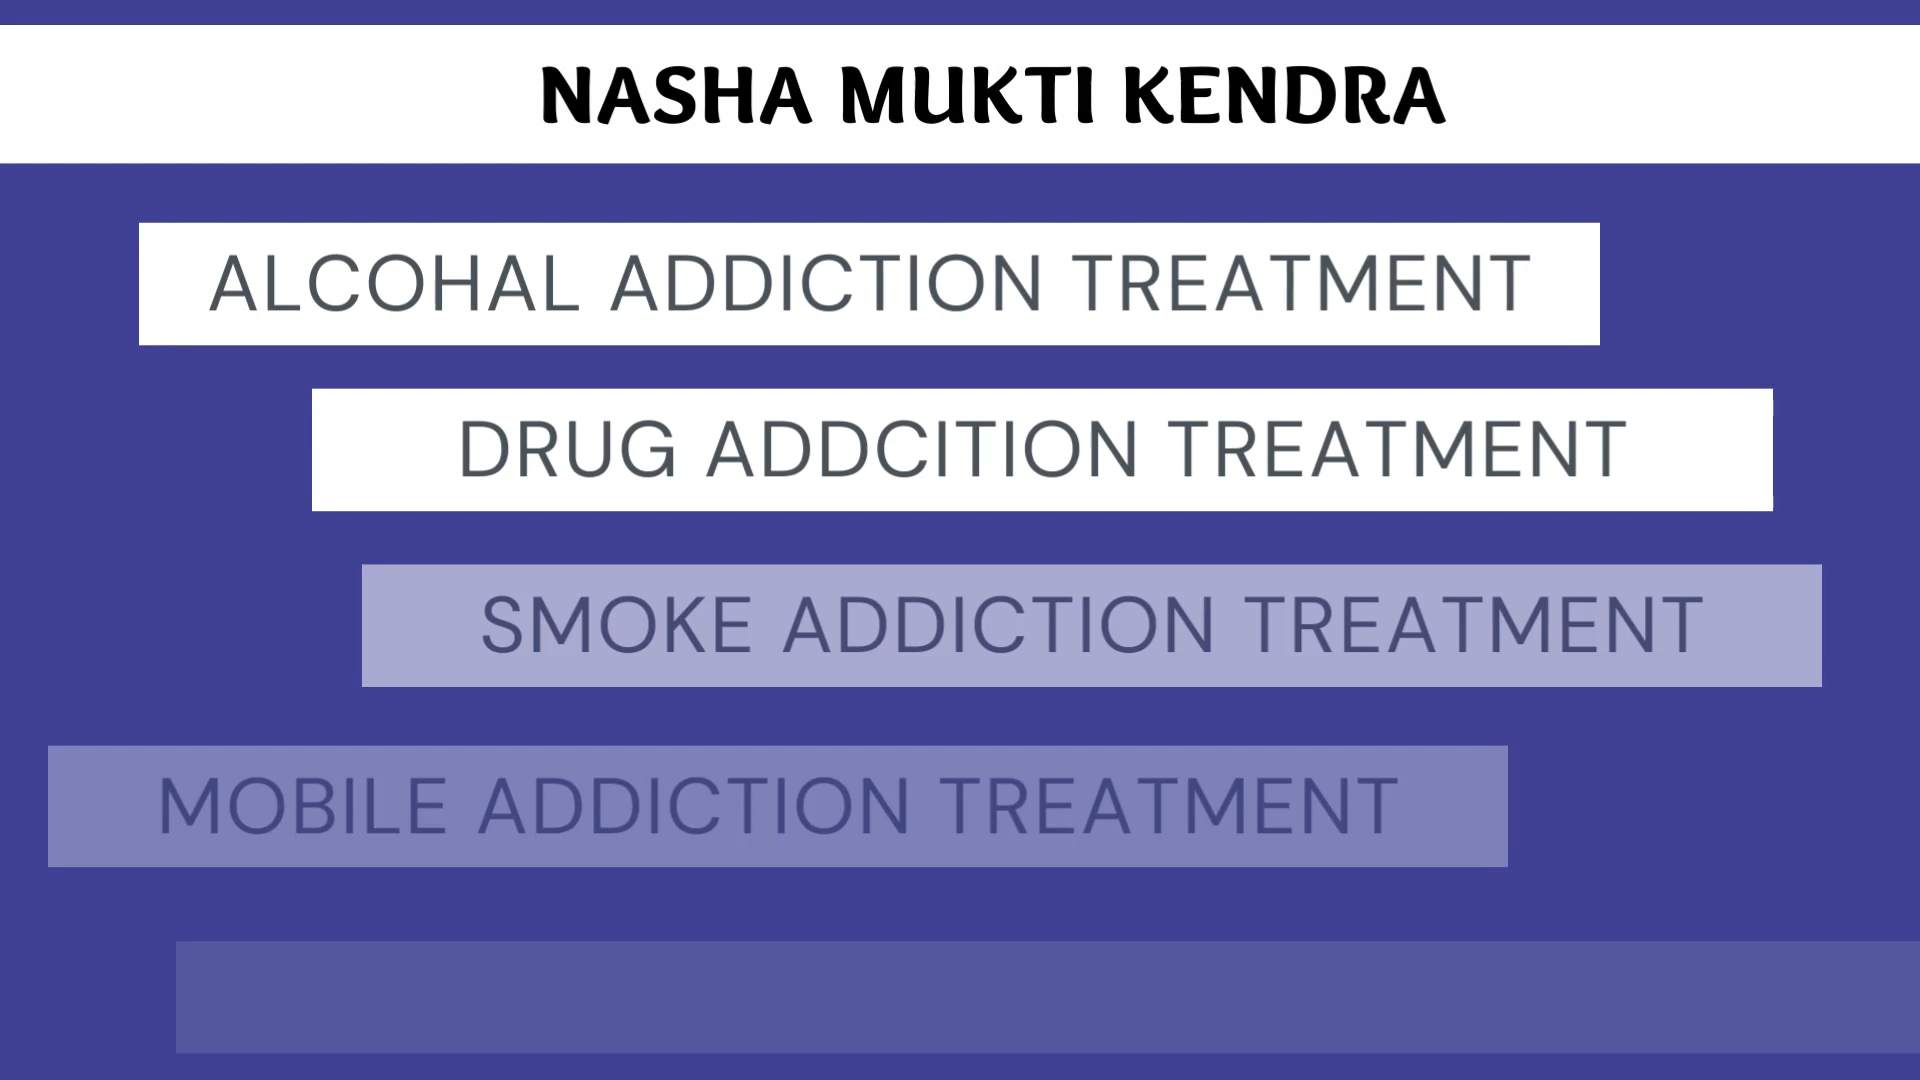 NASHA MUKTI KENDRA
ALCOHAL ADDICTION TREATMENT
DRUG ADDCITION TREATMENT
SMOKE ADDICTION TREATMENT
MOBILE ADDICTION TREATMENT